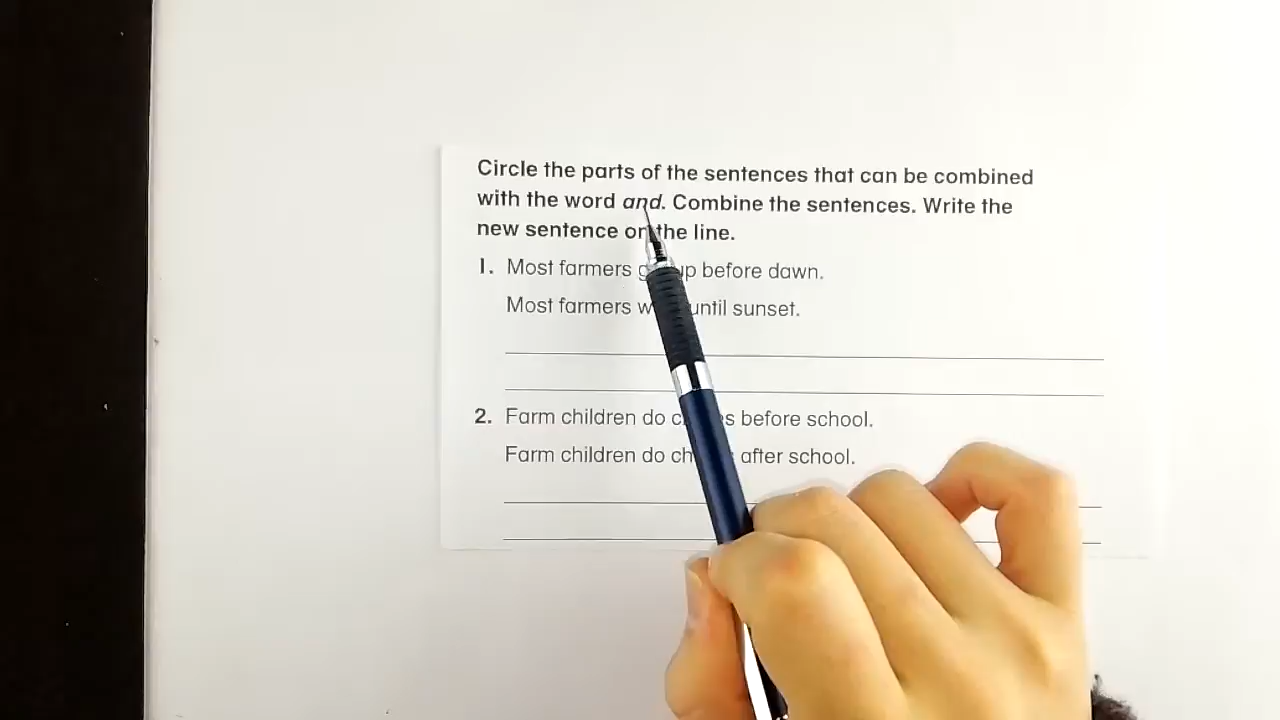 Circle the parts of the sentences that can be combined
with the word and. Combine the sentences. Write the
new sentence on the line.
1. Most farmers up before dawn.
Most farmers until sunset.
2. Farm children do before school.
Farm children do after school.